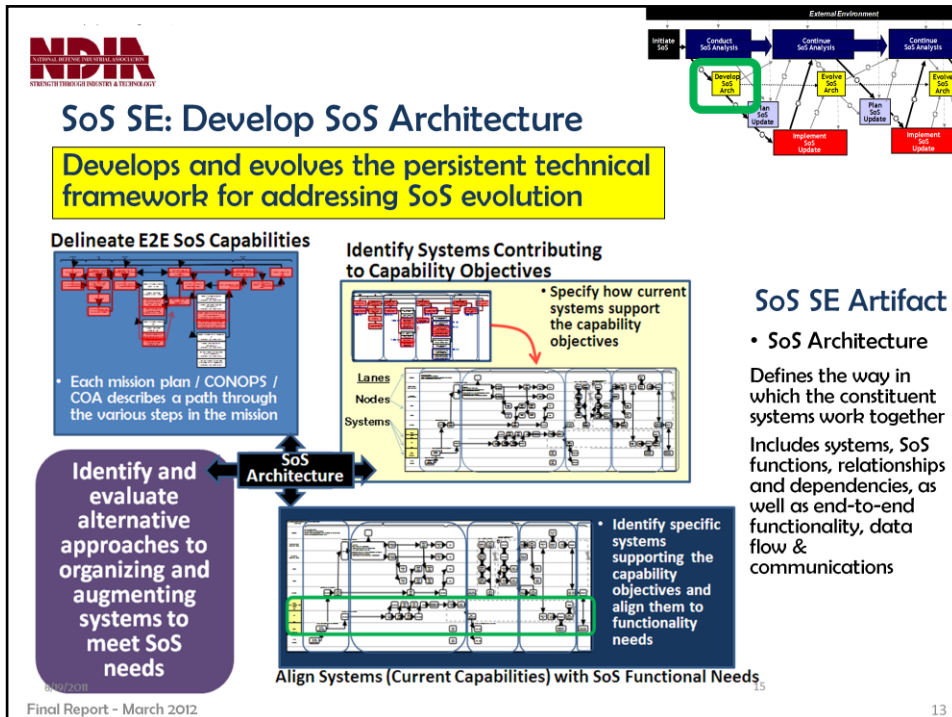 External Environment
Initiate
SoS
Conduct
SoS Analysis
Continue
SoS Analysis
Continue
SoS Analysis
Develop
SoS
Arch
Evolve
SoS
Arch
Evolve
SoS
Arch
Plan
SoS
Update
Plan
SoS
Update
Implement
SoS
Update
Implement
SoS
Update
NDIA
NATIONAL DEFENSE INDUSTRIAL ASSOCIATION
STRENGTH THROUGH INDUSTRY & TECHNOLOGY
SoS SE: Develop SoS Architecture
Develops and evolves the persistent technical
framework for addressing SoS evolution
Delineate E2E SoS Capabilities
• Each mission plan / CONOPS /
COA describes a path through
the various steps in the mission
Identify Systems Contributing
to Capability Objectives
• Specify how current
systems support
the capability
objectives
Lanes
Nodes
Systems
SoS
Architecture
Identify and
evaluate
alternative
approaches to
organizing and
augmenting
systems to
meet SoS
needs
• Identify specific
systems
supporting the
capability
objectives and
align them to
functionality
needs
Align Systems (Current Capabilities) with SoS Functional Needs
SoS SE Artifact
• SoS Architecture
Defines the way in
which the constituent
systems work together
Includes systems, SoS
functions, relationships
and dependencies, as
well as end-to-end
functionality, data
flow &
communications
8/19/2011
15
Final Report - March 2012
13